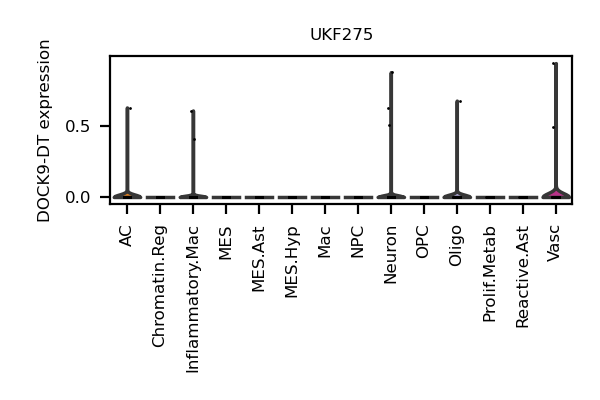 UKF275
DOCK9-DT expression
0.5
0.0
AC
Chromatin.Reg
Inflammatory.Mac
MES
MES.Ast
MES.Hyp
Mac
NPC
Neuron
OPC
Oligo
Prolif.Metab
Reactive.Ast
Vasc